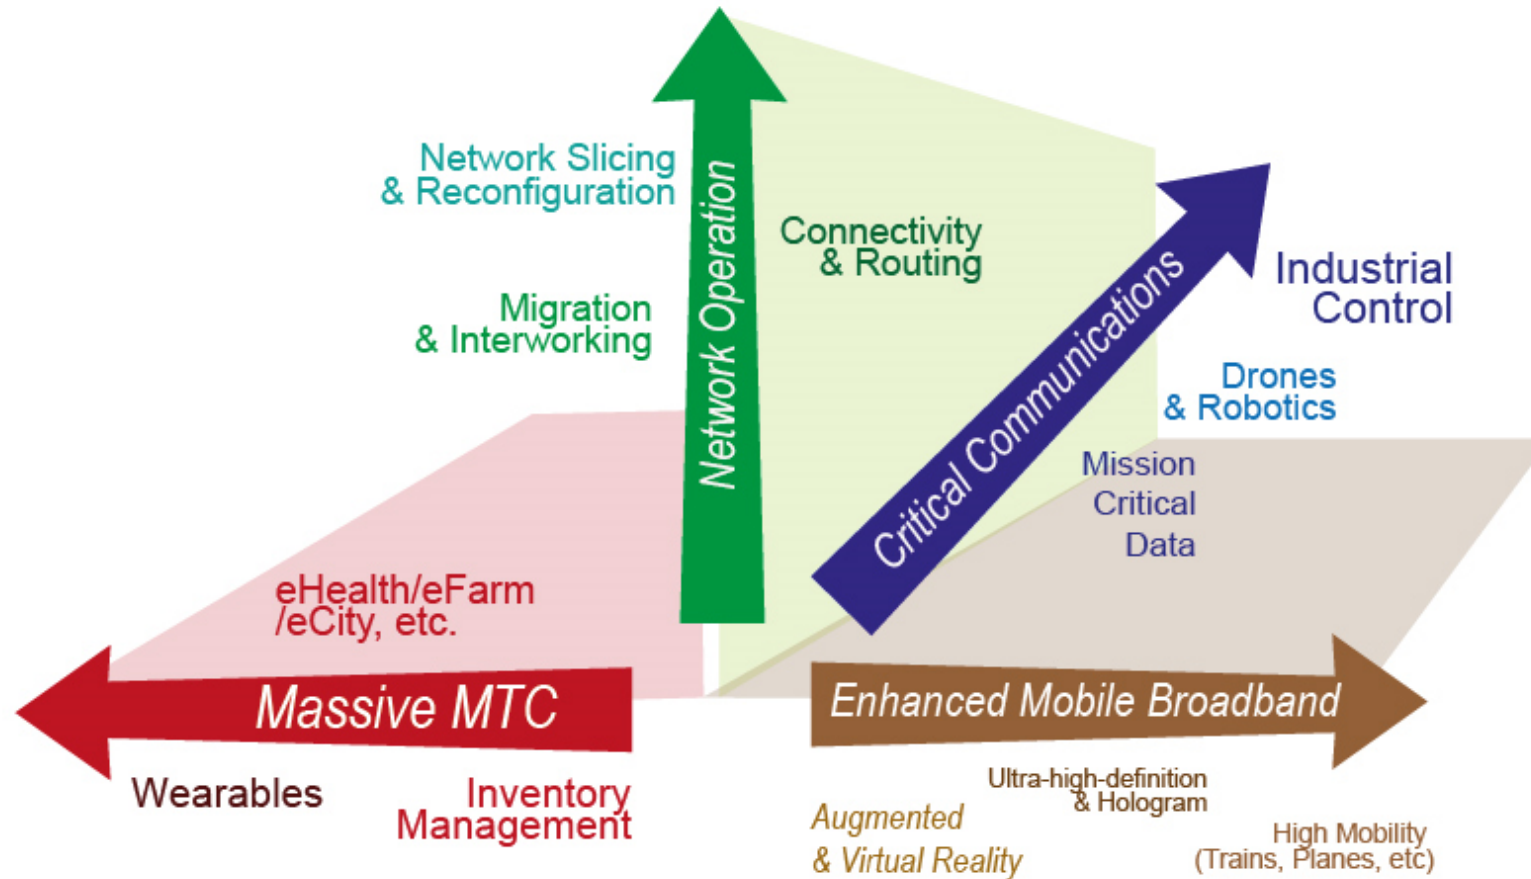 Network Slicing
& Reconfiguration
Network Operation
Connectivity
& Routing
Migration
& Interworking
Critical Communications
Industrial
Control
Drones
& Robotics
Mission
Critical
Data
eHealth/eFarm
/eCity, etc.
Massive MTC
Enhanced Mobile Broadband
Wearables
Inventory
Management
Ultra-high-definition
& Hologram
Augmented
& Virtual Reality
High Mobility
(Trains, Planes, etc)